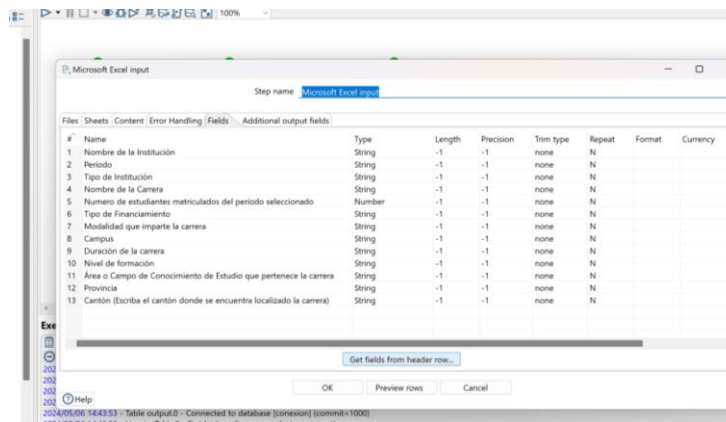 100%
Microsoft Excel input
Step name Microsoft Excel input
Files Sheets Content Error Handling Fields Additional output fields
# Name Type Length Precision Trim type Repeat Format Currency
1 Nombre de la Institución String -1 -1 none N
2 Período String -1 -1 none N
3 Tipo de Institución String -1 -1 none N
4 Nombre de la Carrera String -1 -1 none N
5 Numero de estudiantes matriculados del período seleccionado Number -1 -1 none N
6 Tipo de Financiamiento String -1 -1 none N
7 Modalidad que imparte la carrera String -1 -1 none N
8 Campus String -1 -1 none N
9 Duración de la carrera String -1 -1 none N
10 Nivel de formación String -1 -1 none N
11 Área o Campo de Conocimiento de Estudio que pertenece la carrera String -1 -1 none N
12 Provincia String -1 -1 none N
13 Cantón (Escriba el cantón donde se encuentra localizado la carrera) String -1 -1 none N
Exe
Get fields from header row...
202
202
202
202
OK Preview rows Cancel
Help
2024/05/06 14:43:53 - Table output.0 - Connected to database [conexion] (commit=1000)